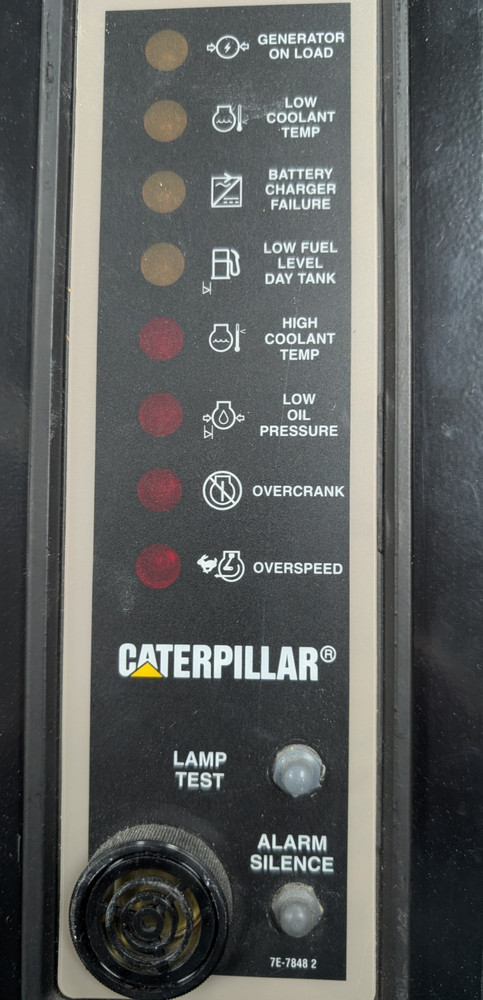 GENERATOR
ON LOAD
LOW
COOLANT
TEMP
BATTERY
CHARGER
FAILURE
LOW FUEL
LEVEL
DAY TANK
HIGH
COOLANT
TEMP
LOW
OIL
PRESSURE
OVERCRANK
OVERSPEED
CATERPILLAR®
LAMP
TEST
ALARM
SILENCE
7E-7848 2